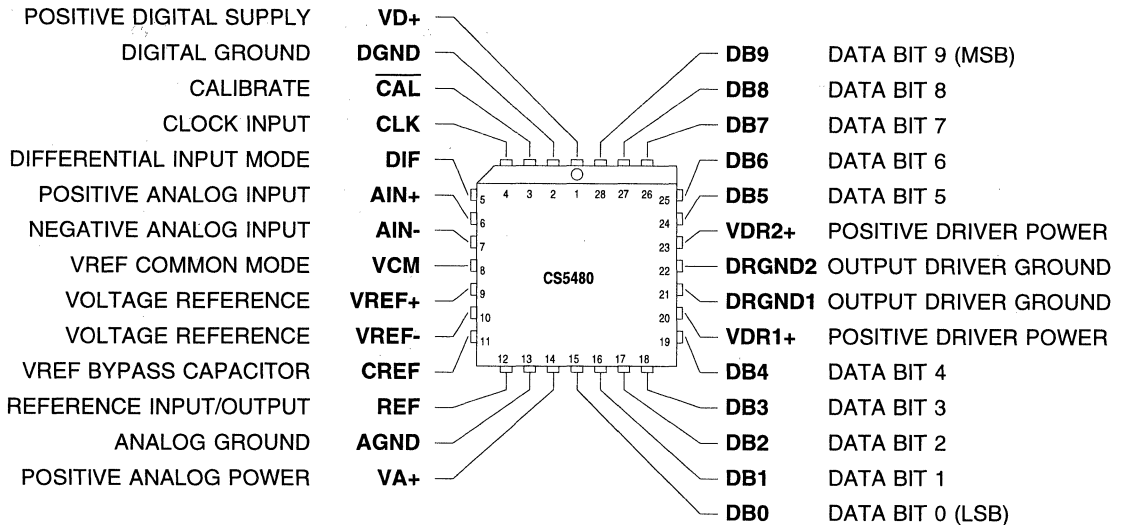 POSITIVE DIGITAL SUPPLY VD+
DIGITAL GROUND DGND
DB9 DATA BIT 9 (MSB)
CALIBRATE CAL
DB8 DATA BIT 8
CLOCK INPUT CLK
DB7 DATA BIT 7
DIFFERENTIAL INPUT MODE DIF
DB6 DATA BIT 6
4 3 2 1 28 27 26
POSITIVE ANALOG INPUT AIN+
5 25
DB5 DATA BIT 5
6 24
NEGATIVE ANALOG INPUT AIN-
VDR2+ POSITIVE DRIVER POWER
7 23
VREF COMMON MODE VCM
8 22
DRGND2 OUTPUT DRIVER GROUND
CS5480
9 21
VOLTAGE REFERENCE VREF+
DRGND1 OUTPUT DRIVER GROUND
10 20
VOLTAGE REFERENCE VREF-
VDR1+ POSITIVE DRIVER POWER
11 19
12 13 14 15 16 17 18
VREF BYPASS CAPACITOR CREF
DB4 DATA BIT 4
REFERENCE INPUT/OUTPUT REF
DB3 DATA BIT 3
ANALOG GROUND AGND
DB2 DATA BIT 2
POSITIVE ANALOG POWER VA+
DB1 DATA BIT 1
DB0 DATA BIT 0 (LSB)